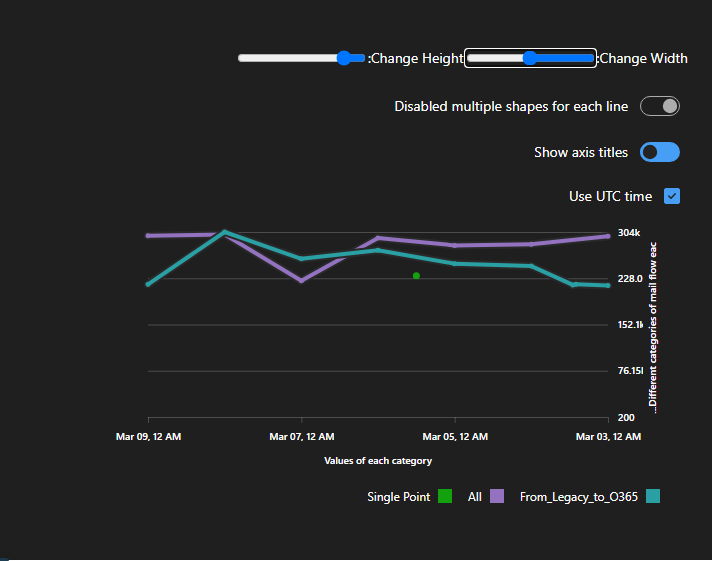 :Change Height :Change Width
Disabled multiple shapes for each line
Show axis titles
Use UTC time
304k
228.0
152.1k
76.15k
200
...Different categories of mail flow eac
Mar 09, 12 AM Mar 07, 12 AM Mar 05, 12 AM Mar 03, 12 AM
Values of each category
Single Point All From_Legacy_to_O365